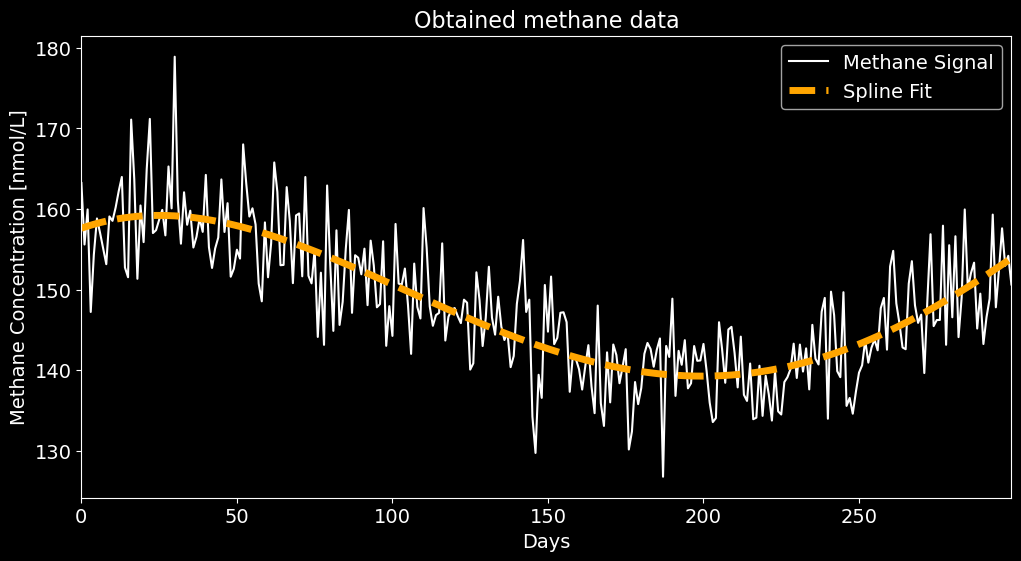 Obtained methane data
Methane Signal
Spline Fit
Methane Concentration [nmol/L]
180
170
160
150
140
130
0 50 100 150 200 250
Days